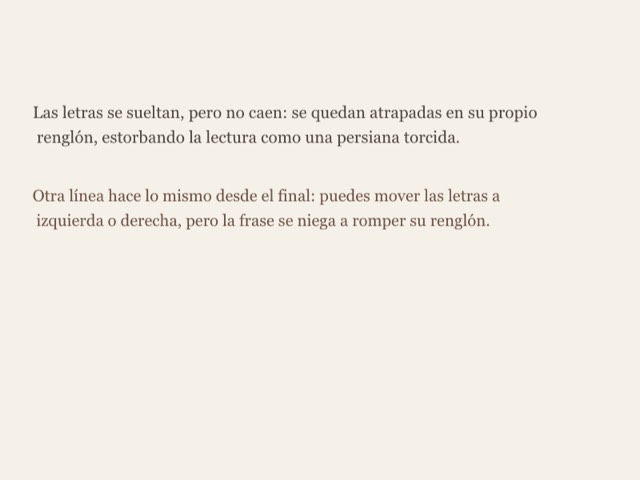 Las letras se sueltan, pero no caen: se quedan atrapadas en su propio
renglón, estorbando la lectura como una persiana torcida.
Otra línea hace lo mismo desde el final: puedes mover las letras a
izquierda o derecha, pero la frase se niega a romper su renglón.